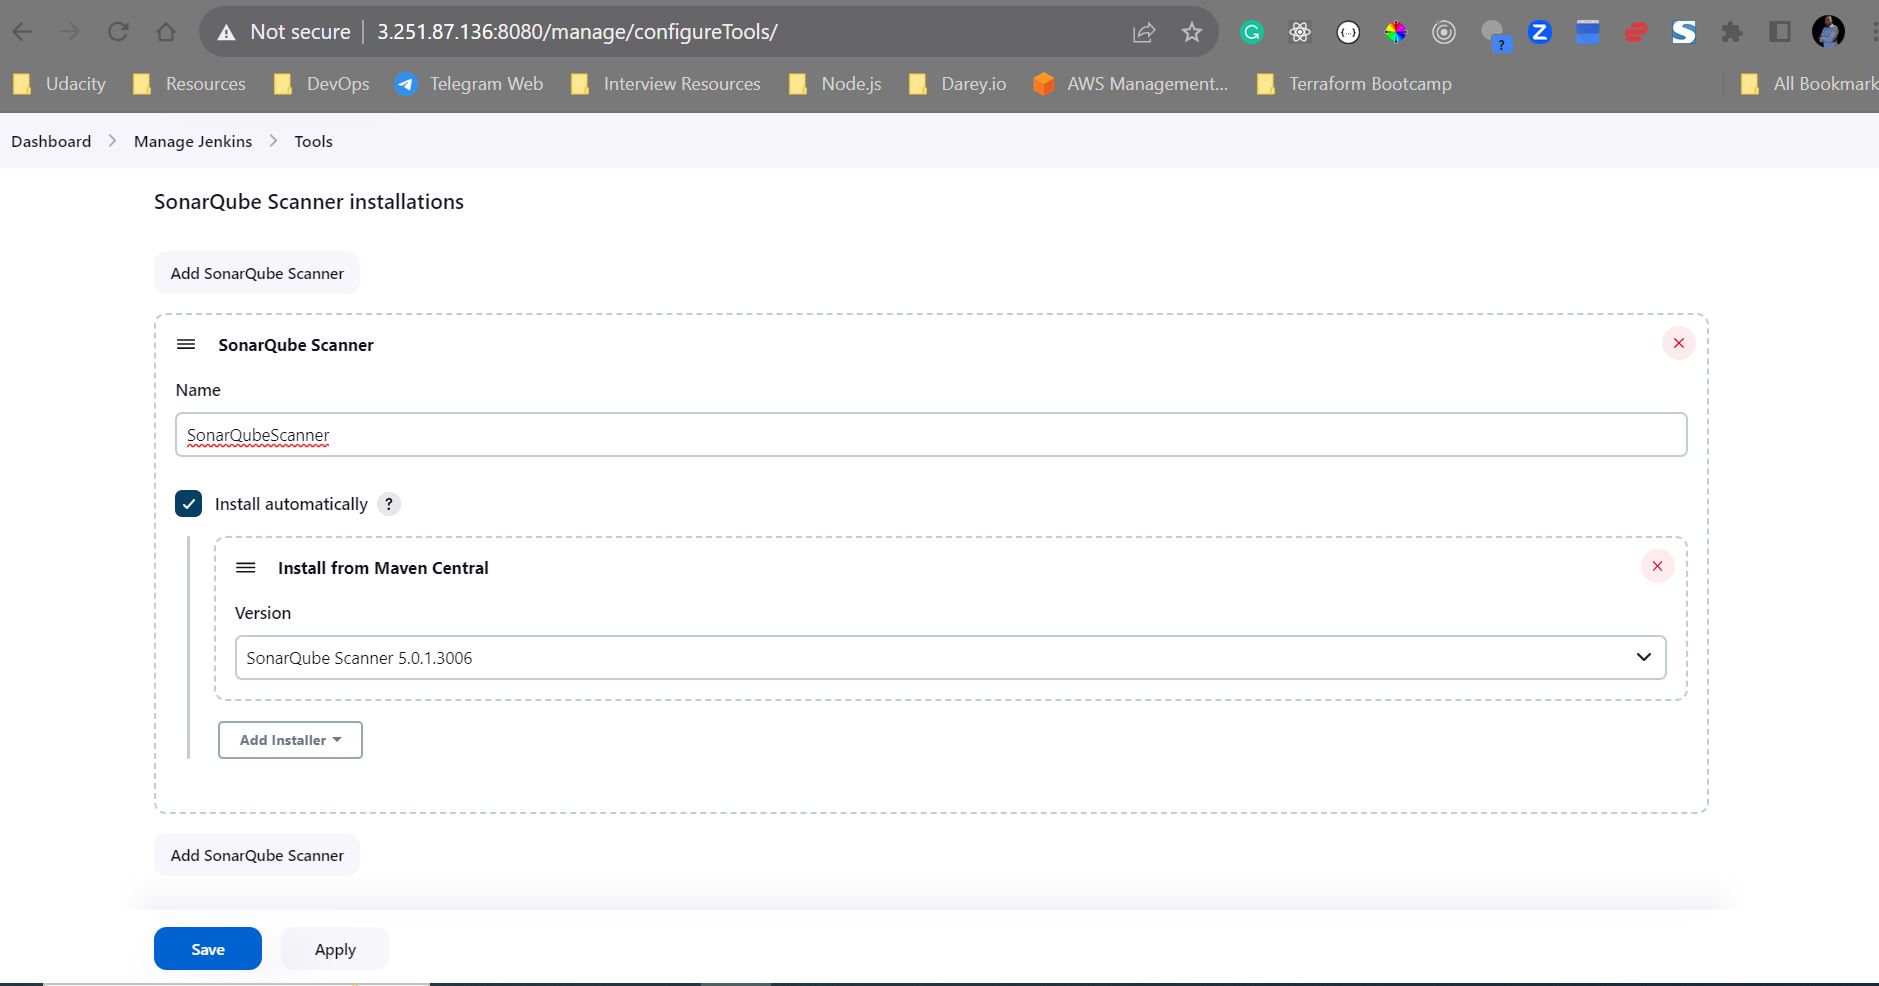 Not secure 3.251.87.136:8080/manage/configureTools/
Udacity Resources DevOps Telegram Web Interview Resources Node.js Darey.io AWS Management... Terraform Bootcamp All Bookmark
Dashboard Manage Jenkins Tools
SonarQube Scanner installations
Add SonarQube Scanner
SonarQube Scanner
Name
SonarQubeScanner
Install automatically ?
Install from Maven Central
Version
SonarQube Scanner 5.0.1.3006
Add Installer
Add SonarQube Scanner
Save Apply